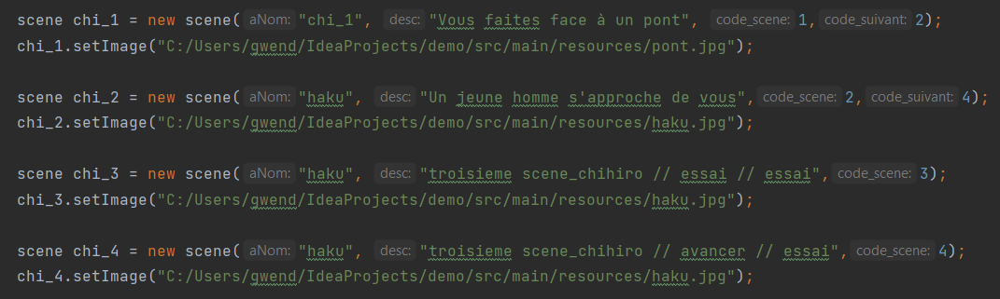 scene chi_1 = new scene( aNom: "chi_1", desc: "Vous faites face à un pont", code_scene: 1, code_suivant: 2);
chi_1.setImage("C:/Users/gwend/IdeaProjects/demo/src/main/resources/pont.jpg");
scene chi_2 = new scene( aNom: "haku", desc: "Un jeune homme s'approche de vous", code_scene: 2, code_suivant: 4);
chi_2.setImage("C:/Users/gwend/IdeaProjects/demo/src/main/resources/haku.jpg");
scene chi_3 = new scene( aNom: "haku", desc: "troisieme scene_chihiro // essai // essai", code_scene: 3);
chi_3.setImage("C:/Users/gwend/IdeaProjects/demo/src/main/resources/haku.jpg");
scene chi_4 = new scene( aNom: "haku", desc: "troisieme scene_chihiro // avancer // essai", code_scene: 4);
chi_4.setImage("C:/Users/gwend/IdeaProjects/demo/src/main/resources/haku.jpg");